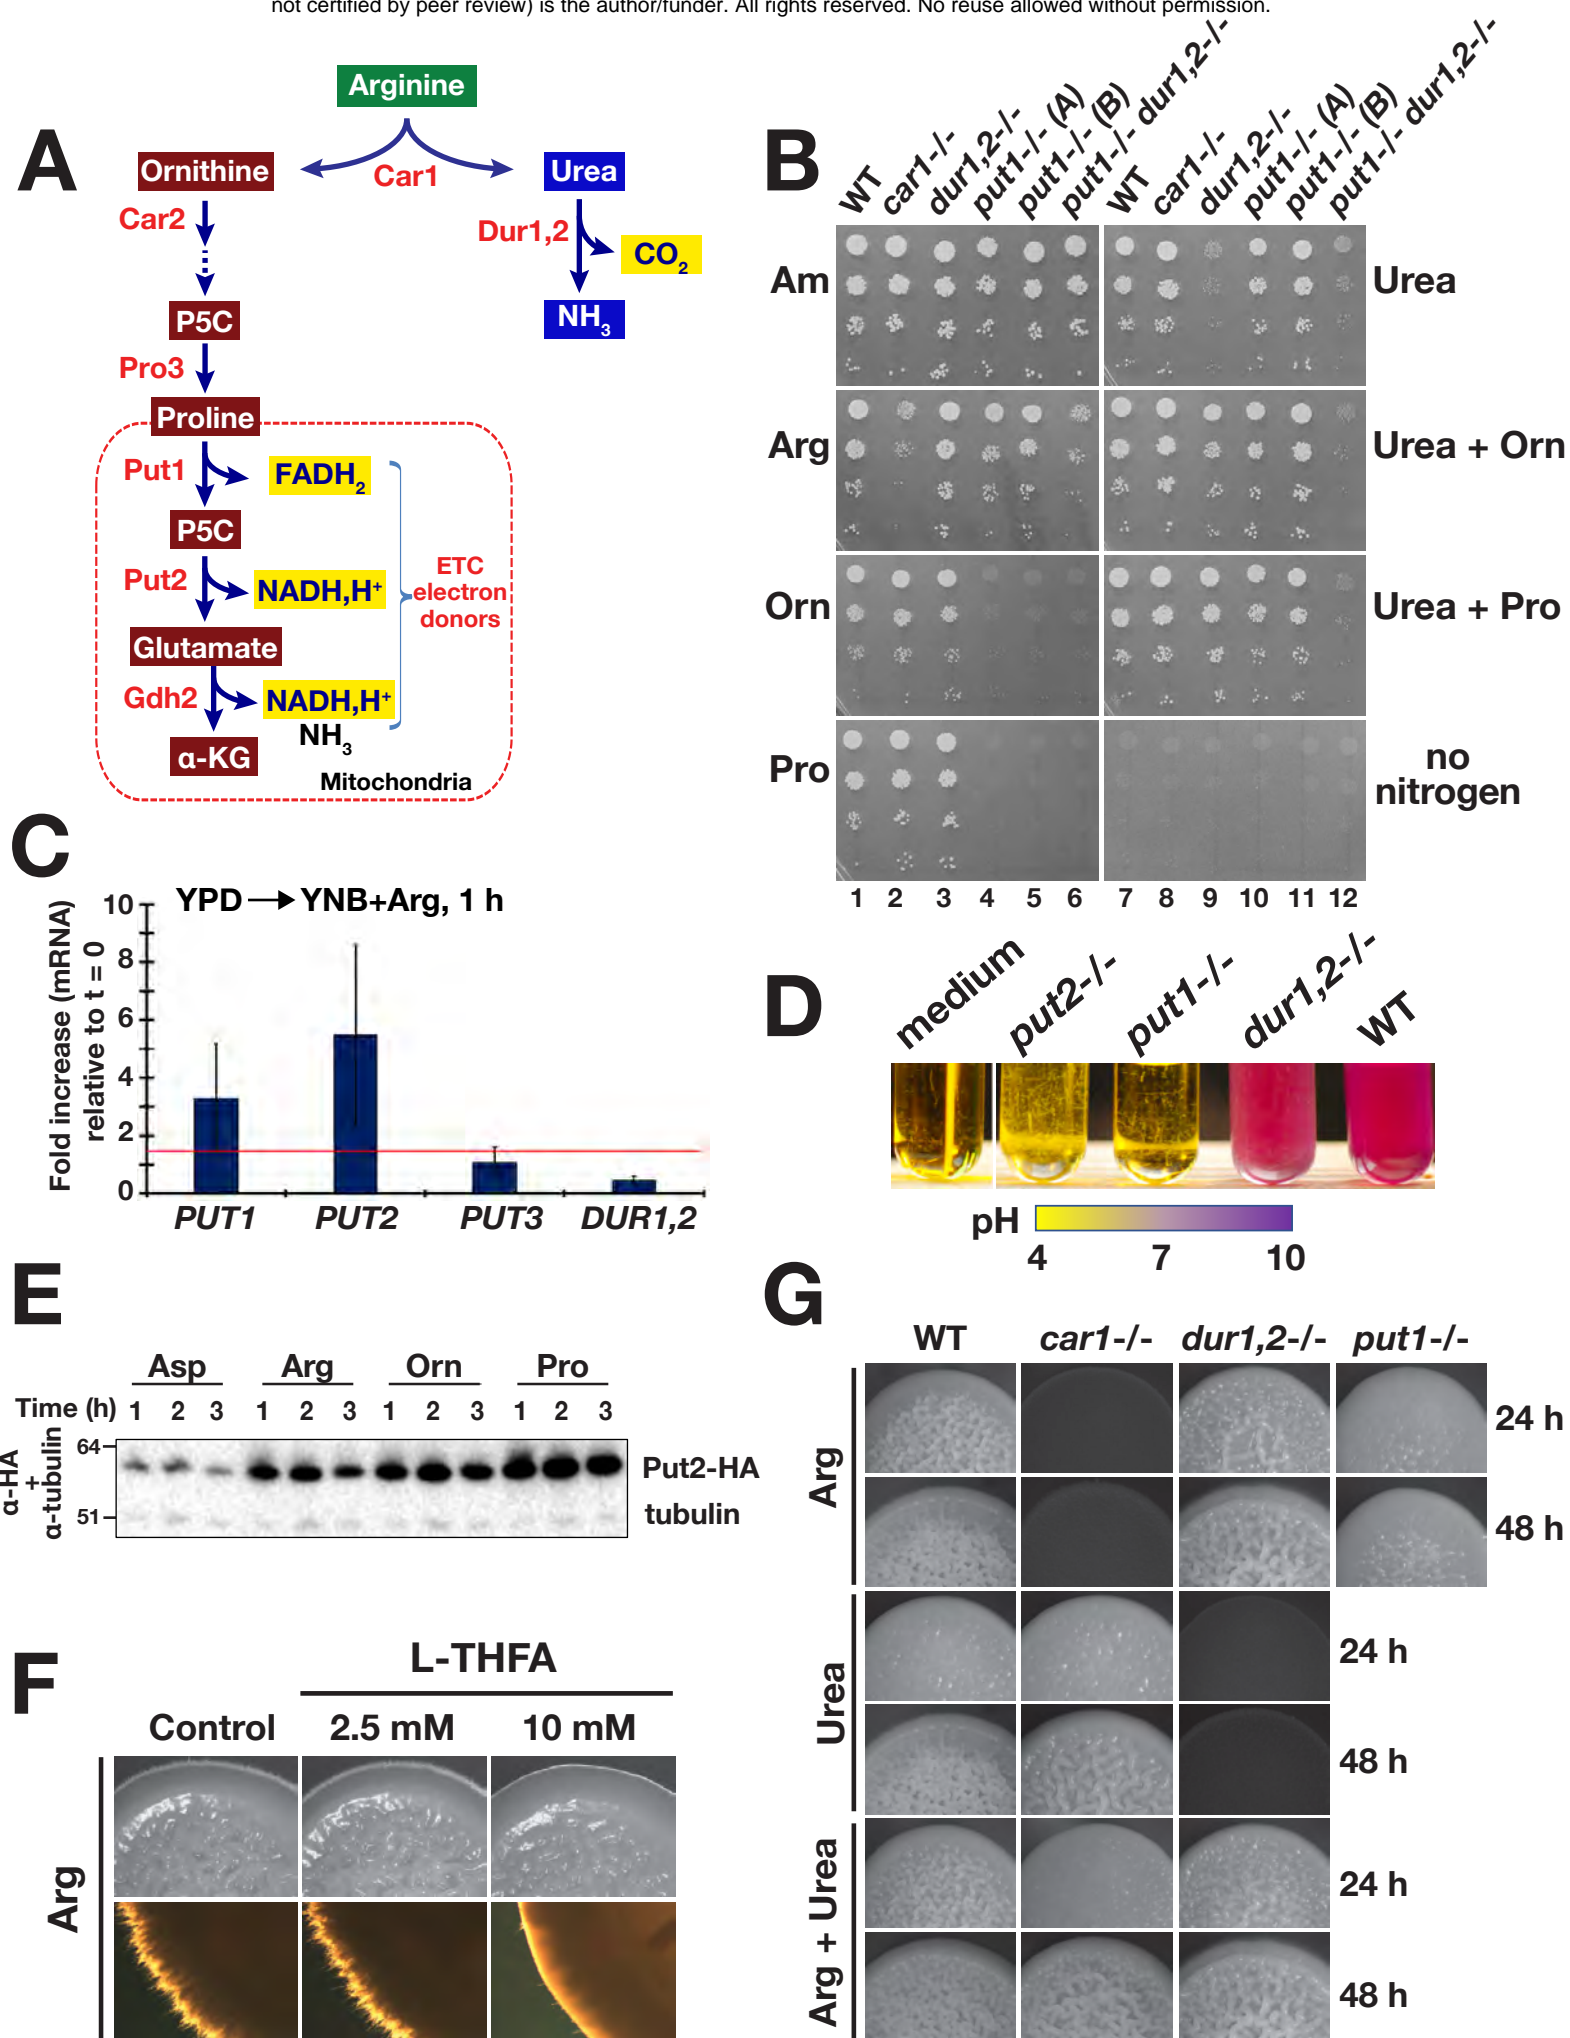 not certified by peer review) is the author/funder. All rights reserved. No reuse allowed without permission.
A
Arginine
Ornithine
Car1
Urea
Car2
Dur1,2
CO2
P5C
NH3
Pro3
Proline
Put1
FADH2
P5C
Put2
NADH,H+
ETC
electron
donors
Glutamate
Gdh2
NADH,H+
NH3
α-KG
Mitochondria
B
WT
car1-/-
dur1,2-/-
put1-/- (A)
put1-/- (B)
put1-/- dur1,2-/-
WT
car1-/-
dur1,2-/-
put1-/- (A)
put1-/- (B)
put1-/- dur1,2-/-
Am
Urea
Arg
Urea + Orn
Orn
Urea + Pro
Pro
no
nitrogen
1 2 3 4 5 6 7 8 9 10 11 12
C
YPD → YNB+Arg, 1 h
Fold increase (mRNA)
relative to t = 0
10
8
6
4
2
0
PUT1 PUT2 PUT3 DUR1,2
D
medium
put2-/-
put1-/-
dur1,2-/-
WT
pH
4 7 10
E
Asp Arg Orn Pro
Time (h) 1 2 3 1 2 3 1 2 3 1 2 3
α-HA
+
α-tubulin
64
51
Put2-HA
tubulin
F
L-THFA
Control 2.5 mM 10 mM
Arg
G
WT car1-/- dur1,2-/- put1-/-
Arg
24 h
48 h
Urea
24 h
48 h
Arg + Urea
24 h
48 h